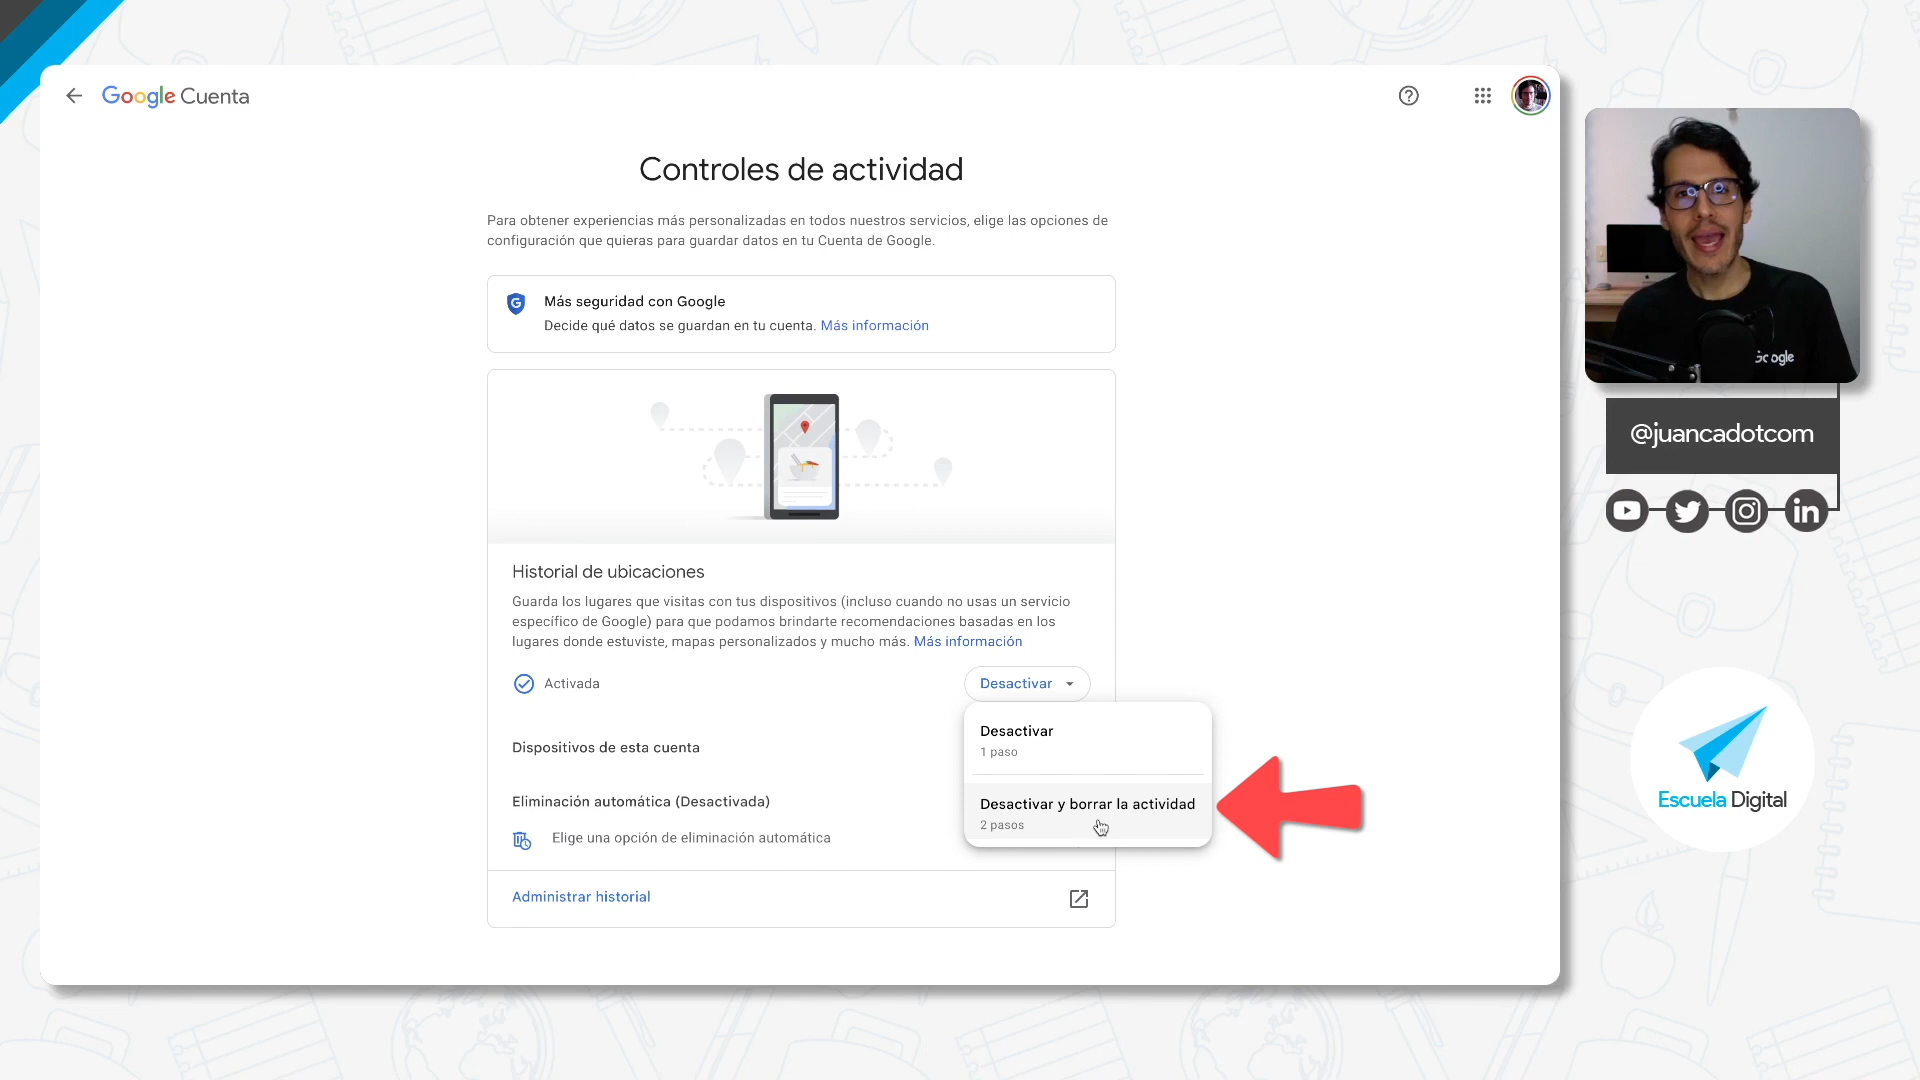 Google Cuenta
Controles de actividad
Para obtener experiencias más personalizadas en todos nuestros servicios, elige las opciones de
configuración que quieras para guardar datos en tu Cuenta de Google.
G
Más seguridad con Google
Decide qué datos se guardan en tu cuenta. Más información
Historial de ubicaciones
Guarda los lugares que visitas con tus dispositivos (incluso cuando no usas un servicio
específico de Google) para que podamos brindarte recomendaciones basadas en los
lugares donde estuviste, mapas personalizados y mucho más. Más información
Activada
Desactivar
Desactivar
1 paso
Desactivar y borrar la actividad
2 pasos
Dispositivos de esta cuenta
Eliminación automática (Desactivada)
Elige una opción de eliminación automática
Administrar historial
Google
@juancadotcom
in
Escuela Digital